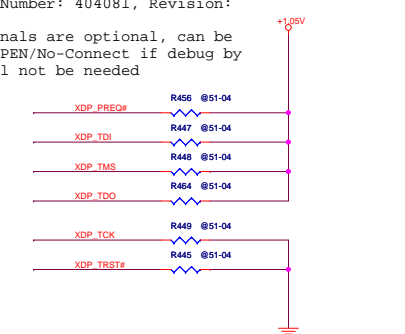 Number: 404081, Revision:
nals are optional, can be
PEN/No-Connect if debug by
l not be needed
+1.05V
XDP_PREQ# R456 @51-04
XDP_TDI R447 @51-04
XDP_TMS R448 @51-04
XDP_TDO R464 @51-04
XDP_TCK R449 @51-04
XDP_TRST# R445 @51-04